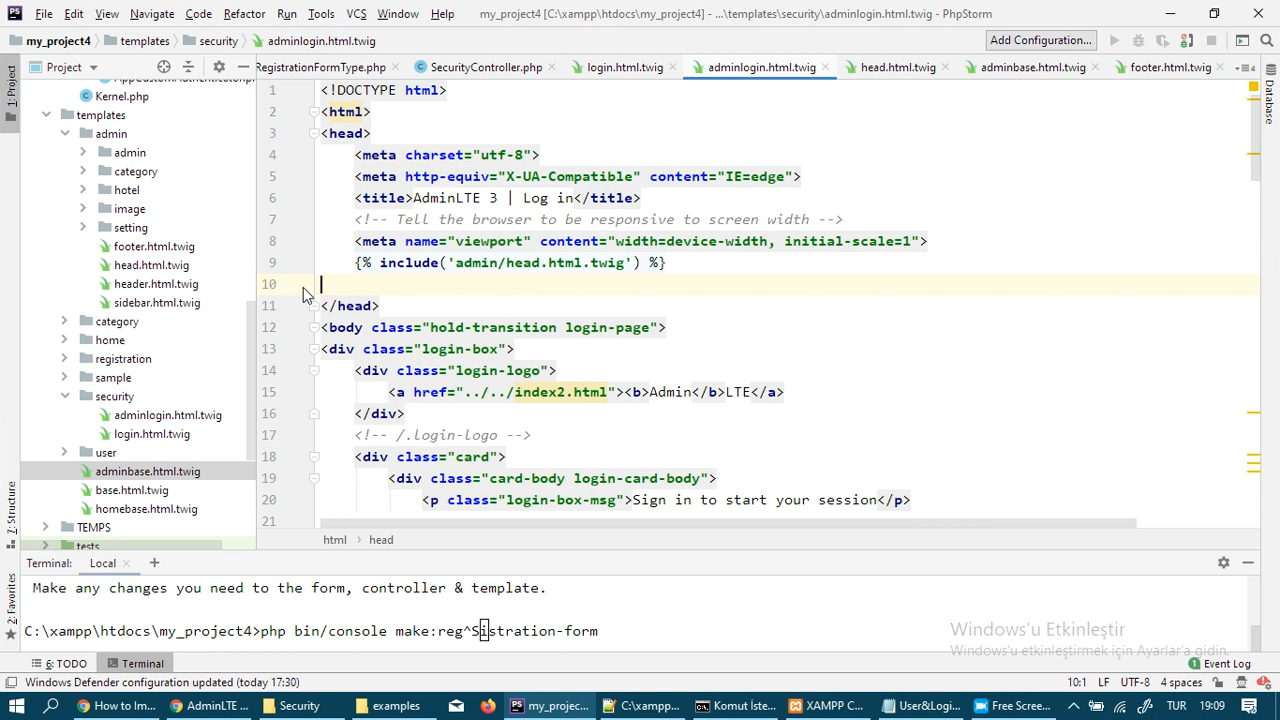 File Edit View Navigate Code Refactor Run Tools VCS Window Help my_project4 [C:\xampp\htdocs\my_project4] - ...\templates\security\adminlogin.html.twig - PhpStorm
my_project4 templates security adminlogin.html.twig Add Configuration...
Project RegistrationFormType.php SecurityController.php login.html.twig adminlogin.html.twig head.html.twig adminbase.html.twig footer.html.twig
1: Project
Database
Kernel.php
templates
admin
admin
category
hotel
image
setting
footer.html.twig
head.html.twig
header.html.twig
sidebar.html.twig
category
home
registration
sample
security
adminlogin.html.twig
login.html.twig
user
adminbase.html.twig
base.html.twig
homebase.html.twig
TEMPS
tests
1 <!DOCTYPE html>
2 <html>
3 <head>
4 <meta charset="utf-8">
5 <meta http-equiv="X-UA-Compatible" content="IE=edge">
6 <title>AdminLTE 3 | Log in</title>
7 <!-- Tell the browser to be responsive to screen width -->
8 <meta name="viewport" content="width=device-width, initial-scale=1">
9 {% include('admin/head.html.twig') %}
10
11 </head>
12 <body class="hold-transition login-page">
13 <div class="login-box">
14 <div class="login-logo">
15 <a href="../../index2.html"><b>Admin</b>LTE</a>
16 </div>
17 <!-- /.login-logo -->
18 <div class="card">
19 <div class="card-body login-card-body">
20 <p class="login-box-msg">Sign in to start your session</p>
21
html head
Z: Structure
2: Favorites
Terminal: Local
Make any changes you need to the form, controller & template.
C:\xampp\htdocs\my_project4>php bin/console make:reg^Sistration-form
Windows'u Etkinleştir
Windows'u etkinleştirmek için Ayarlar'a gidin.
6: TODO Terminal 1 Event Log
Windows Defender configuration updated (today 17:30) 10:1 LF UTF-8 4 spaces
How to Im... AdminLTE ... Security examples my_projec... C:\xampp... Komut İste... XAMPP C... User&Logi... Free Scree... TUR 19:09